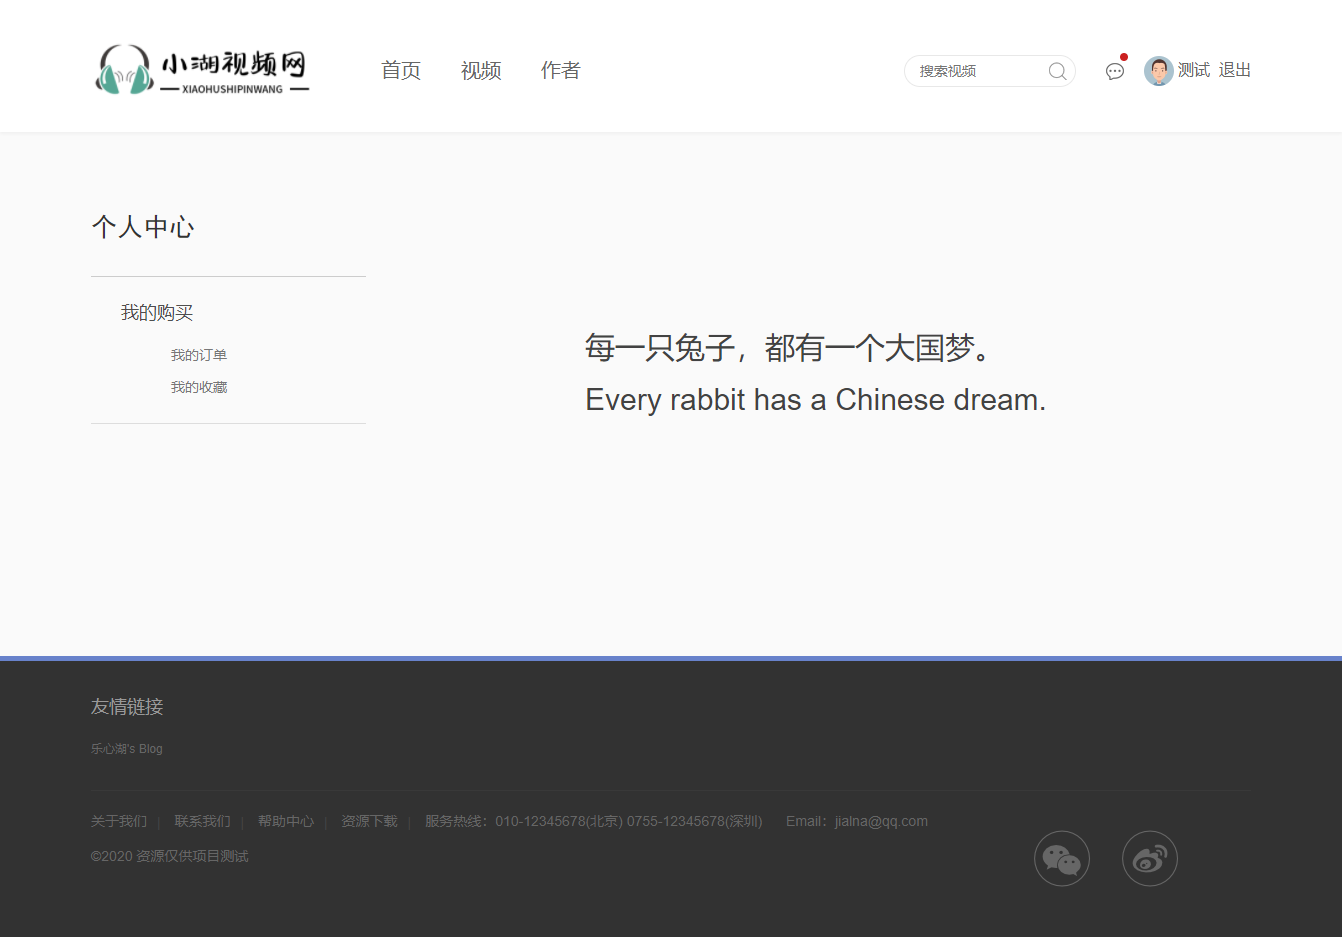 小湖视频网
XIAOHUSHIPINWANG
首页 视频 作者
搜索视频
测试 退出
个人中心
我的购买
我的订单
我的收藏
每一只兔子，都有一个大国梦。
Every rabbit has a Chinese dream.
友情链接
乐心湖's Blog
关于我们 | 联系我们 | 帮助中心 | 资源下载 | 服务热线：010-12345678(北京) 0755-12345678(深圳) Email：jialna@qq.com
©2020 资源仅供项目测试